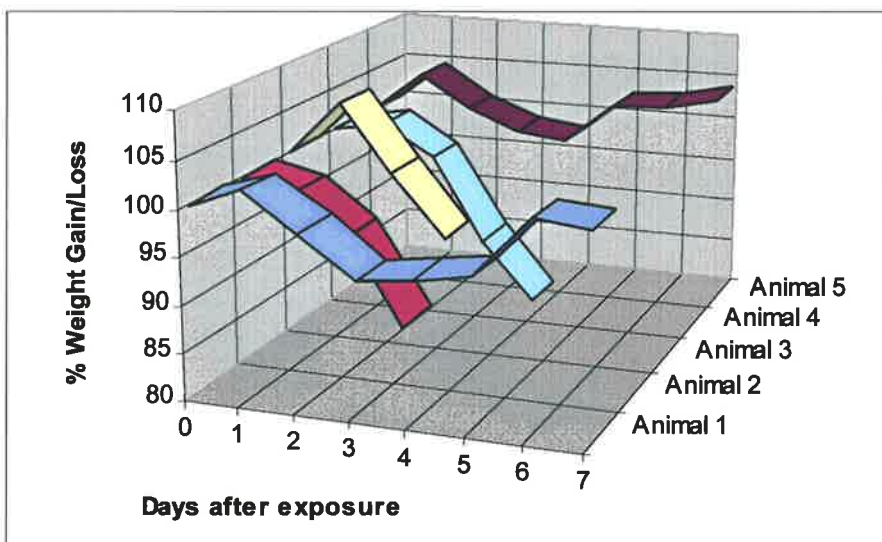 110
105
100
95
90
85
80
% Weight Gain/Loss
0 1 2 3 4 5 6 7
Days after exposure
Animal 5
Animal 4
Animal 3
Animal 2
Animal 1